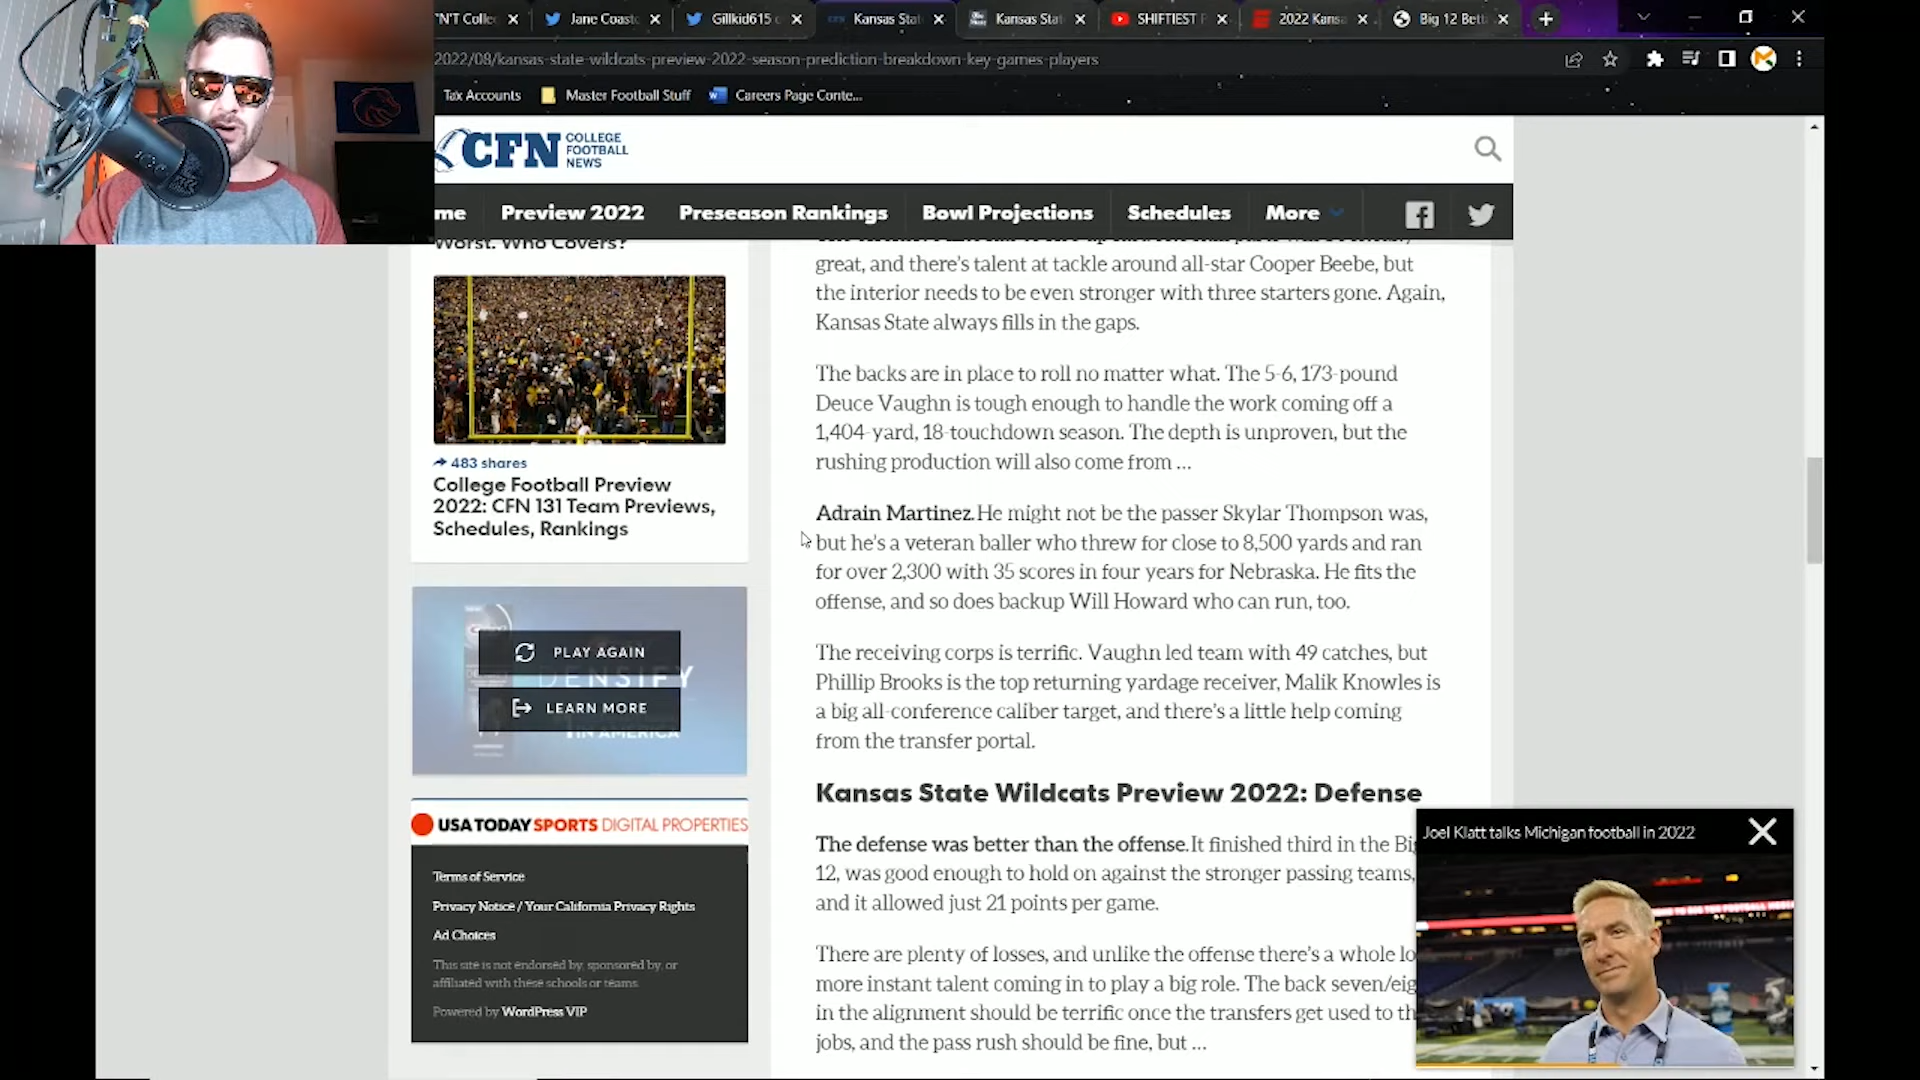 N'T Colle
Jane Coast
Gillkid615
Kansas Stat
Kansas Stat
SHIFTIEST
2022 Kansa
Big 12 Bett
2022/08/kansas-state-wildcats-preview-2022-season-prediction-breakdown-key-games-players
Tax Accounts
Master Football Stuff
Careers Page Conte...
CFN COLLEGE
FOOTBALL
NEWS
me
Preview 2022
Preseason Rankings
Bowl Projections
Schedules
More
Worst. Who Covers?
483 shares
College Football Preview
2022: CFN 131 Team Previews,
Schedules, Rankings
PLAY AGAIN
DENSIFY
LEARN MORE
IN AMERICA
USA TODAY SPORTS DIGITAL PROPERTIES
Terms of Service
Privacy Notice / Your California Privacy Rights
Ad Choices
This site is not endorsed by, sponsored by, or
affiliated with these schools or teams.
Powered by WordPress VIP
great, and there's talent at tackle around all-star Cooper Beebe, but
the interior needs to be even stronger with three starters gone. Again,
Kansas State always fills in the gaps.
The backs are in place to roll no matter what. The 5-6, 173-pound
Deuce Vaughn is tough enough to handle the work coming off a
1,404-yard, 18-touchdown season. The depth is unproven, but the
rushing production will also come from ...
Adrain Martinez. He might not be the passer Skylar Thompson was,
but he's a veteran baller who threw for close to 8,500 yards and ran
for over 2,300 with 35 scores in four years for Nebraska. He fits the
offense, and so does backup Will Howard who can run, too.
The receiving corps is terrific. Vaughn led team with 49 catches, but
Phillip Brooks is the top returning yardage receiver, Malik Knowles is
a big all-conference caliber target, and there's a little help coming
from the transfer portal.
Kansas State Wildcats Preview 2022: Defense
The defense was better than the offense. It finished third in the Big
12, was good enough to hold on against the stronger passing teams,
and it allowed just 21 points per game.
There are plenty of losses, and unlike the offense there's a whole lo
more instant talent coming in to play a big role. The back seven/eig
in the alignment should be terrific once the transfers get used to th
jobs, and the pass rush should be fine, but ...
Joel Klatt talks Michigan football in 2022